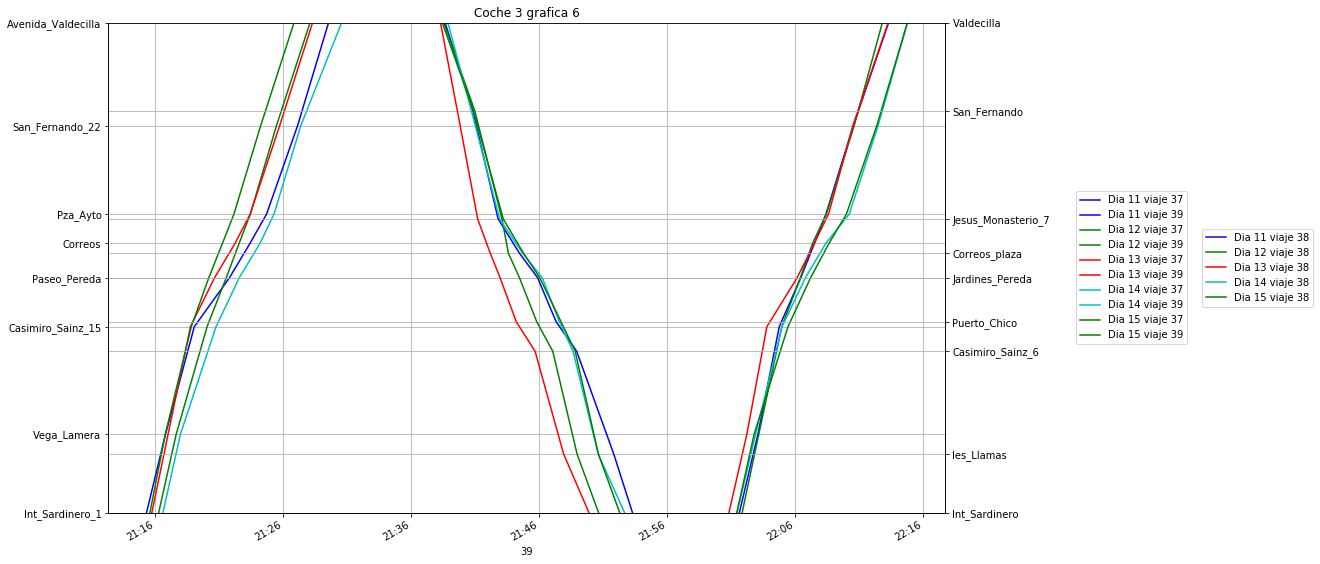 Coche 3 grafica 6
Avenida_Valdecilla
San_Fernando_22
Pza_Ayto
Correos
Paseo_Pereda
Casimiro_Sainz_15
Vega_Lamera
Int_Sardinero_1
Valdecilla
San_Fernando
Jesus_Monasterio_7
Correos_plaza
Jardines_Pereda
Puerto_Chico
Casimiro_Sainz_6
Ies_Llamas
Int_Sardinero
21:16
21:26
21:36
21:46
21:56
22:06
22:16
39
Dia 11 viaje 37
Dia 11 viaje 39
Dia 12 viaje 37
Dia 12 viaje 39
Dia 13 viaje 37
Dia 13 viaje 39
Dia 14 viaje 37
Dia 14 viaje 39
Dia 15 viaje 37
Dia 15 viaje 39
Dia 11 viaje 38
Dia 12 viaje 38
Dia 13 viaje 38
Dia 14 viaje 38
Dia 15 viaje 38